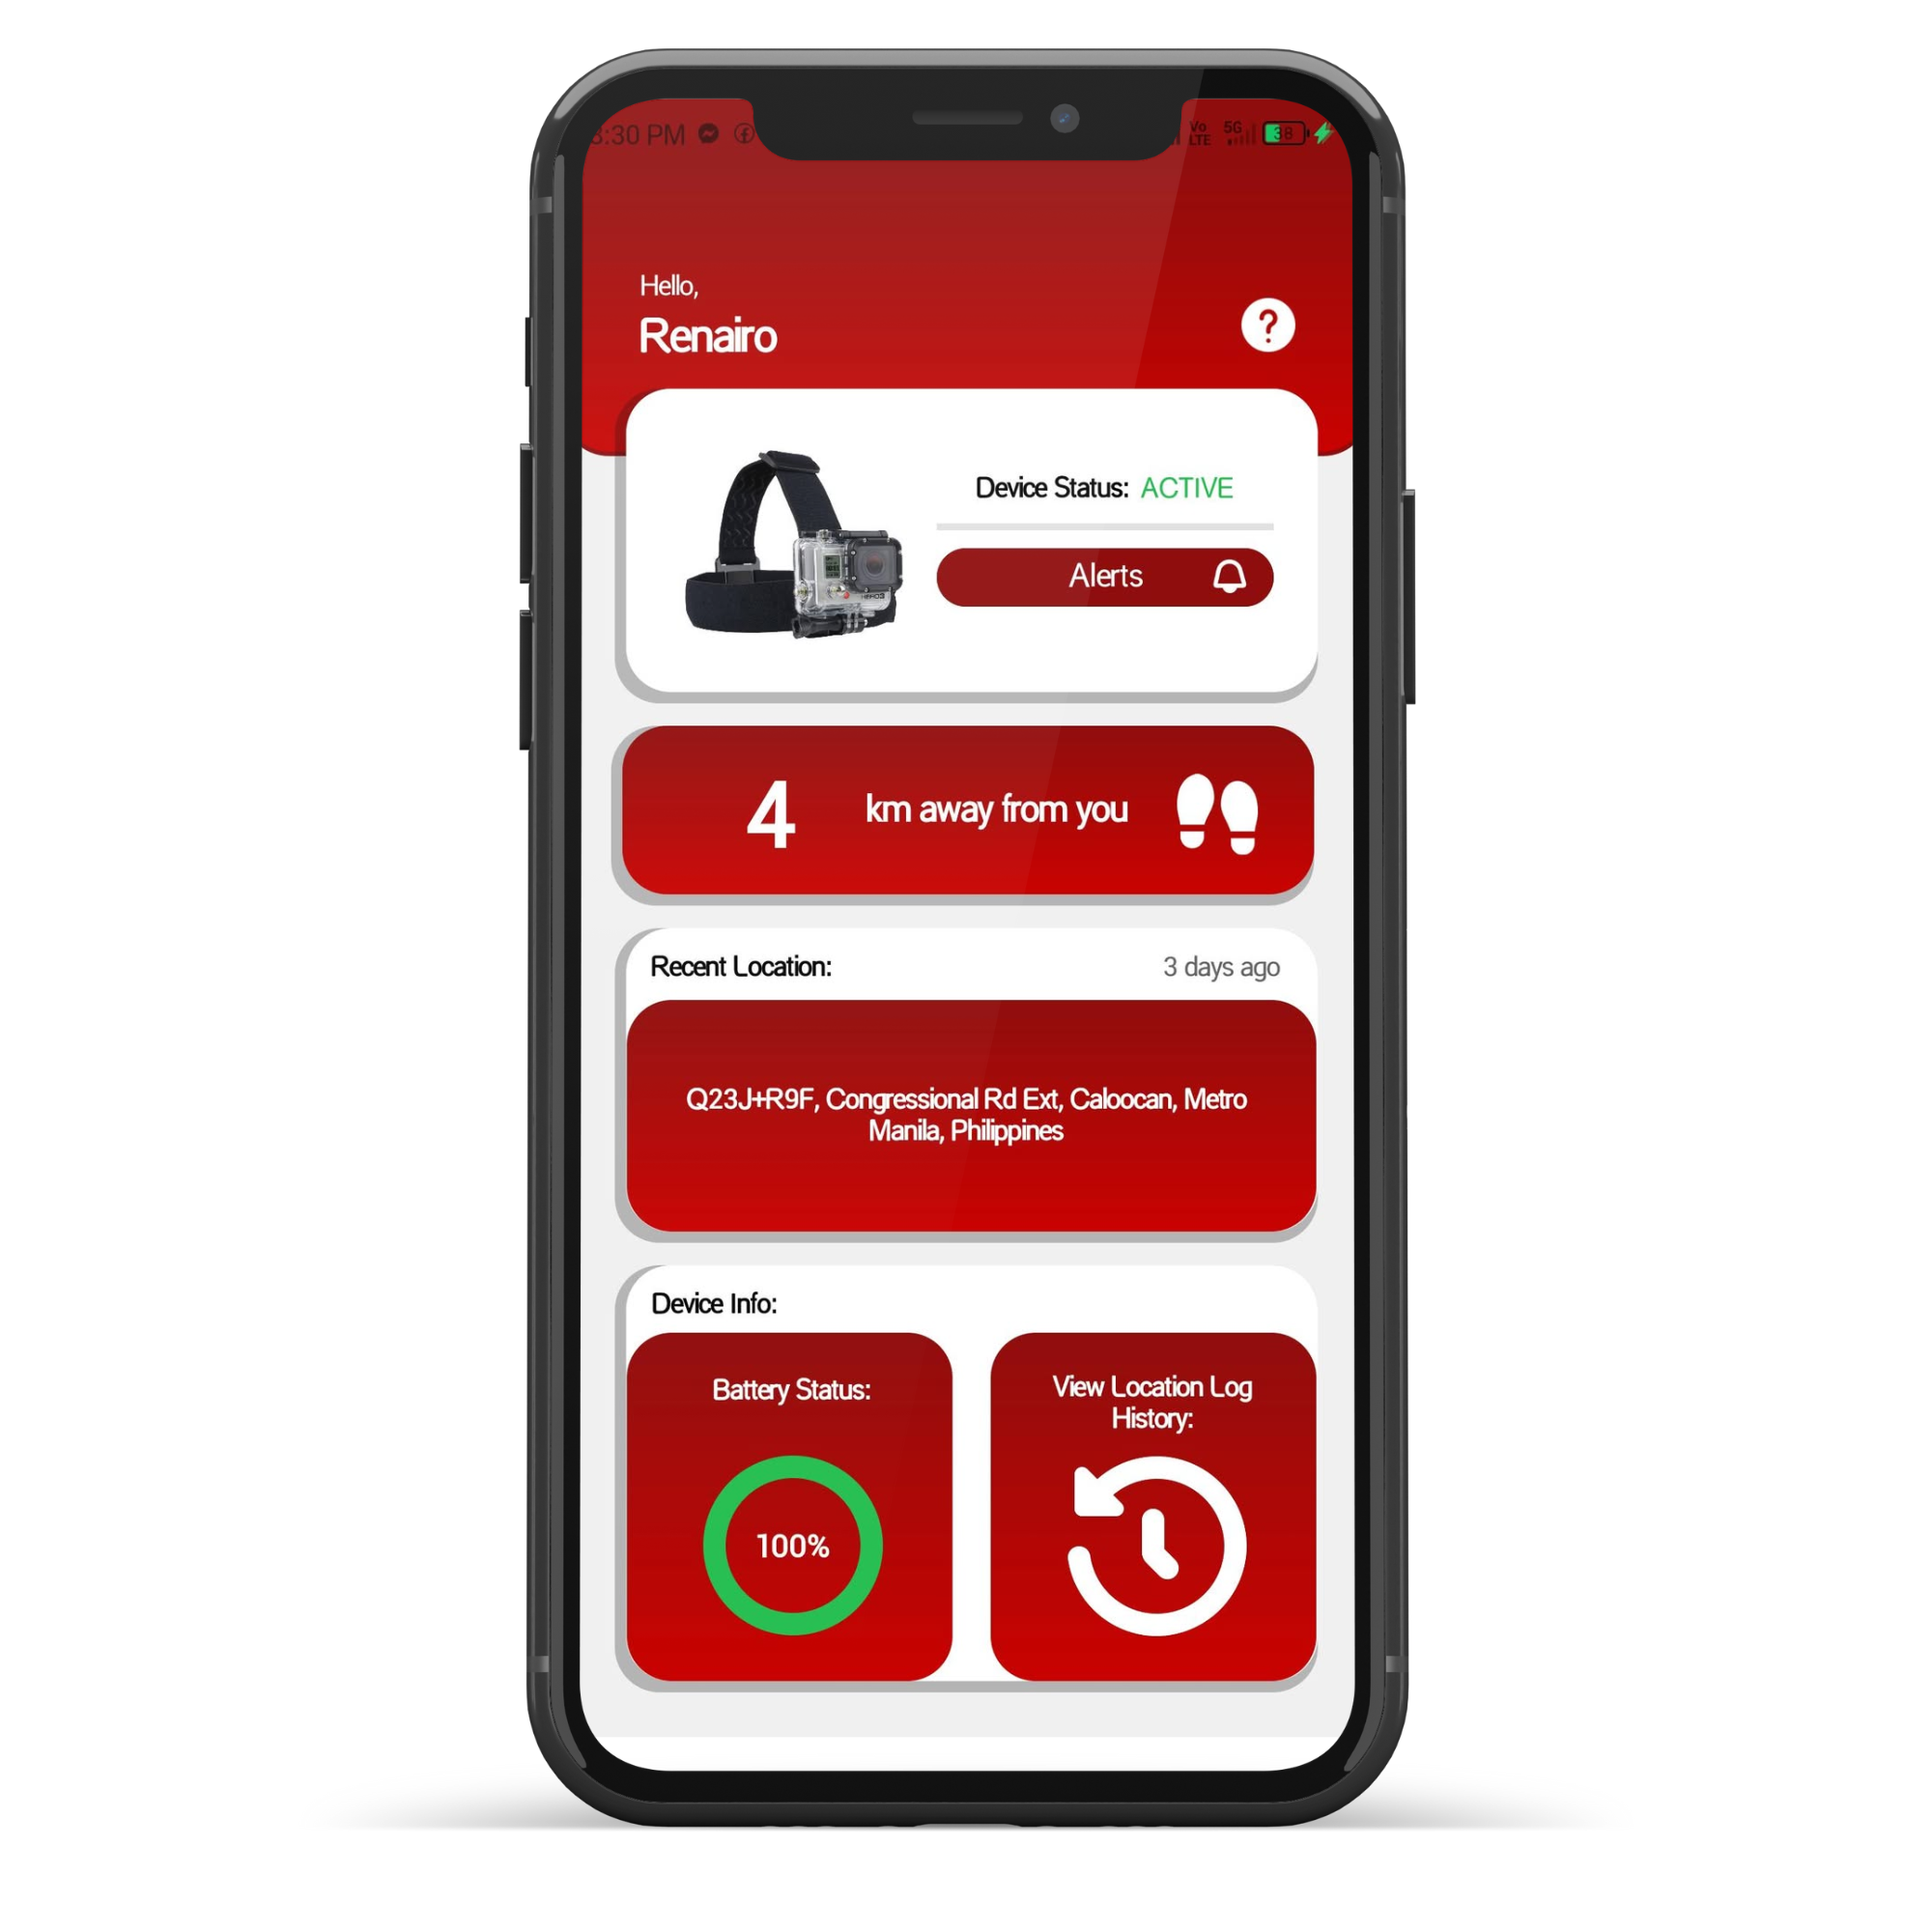 :30 PM
Vo
LTE
5G
38
Hello,
Renairo
?
Device Status: ACTIVE
HERO3
Alerts
4 km away from you
Recent Location: 3 days ago
Q23J+R9F, Congressional Rd Ext, Caloocan, Metro
Manila, Philippines
Device Info:
Battery Status:
100%
View Location Log
History: